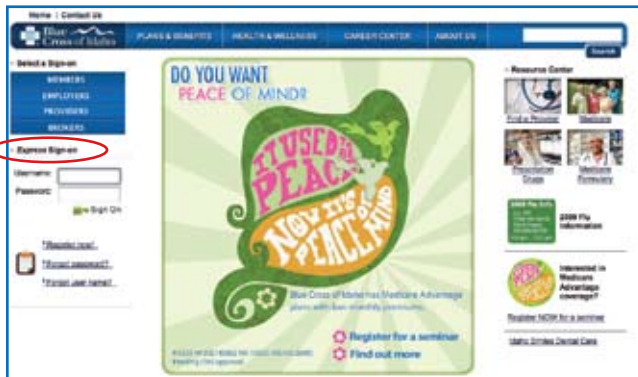 Home | Contact Us
Blue Cross of Idaho
PLANS & BENEFITS
HEALTH & WELLNESS
CAREER CENTER
ABOUT US
Search
Select a Sign-on
MEMBERS
EMPLOYERS
PROVIDERS
BROKERS
Express Sign-on
Username:
Password:
Sign On
Register now!
Forgot password?
Forgot user name?
DO YOU WANT
PEACE OF MIND?
IT USED TO BE
PEACE
NOW IT'S
PEACE OF
MIND
Blue Cross of Idaho has Medicare Advantage
plans with low monthly premiums.
Register for a seminar
Find out more
Resource Center
Find a Provider
Medicare
Prescription
Drugs
Medicare
Formulary
2009 Flu
Information
Interested in
Medicare
Advantage
coverage?
Register NOW for a seminar
Idaho Smiles Dental Care